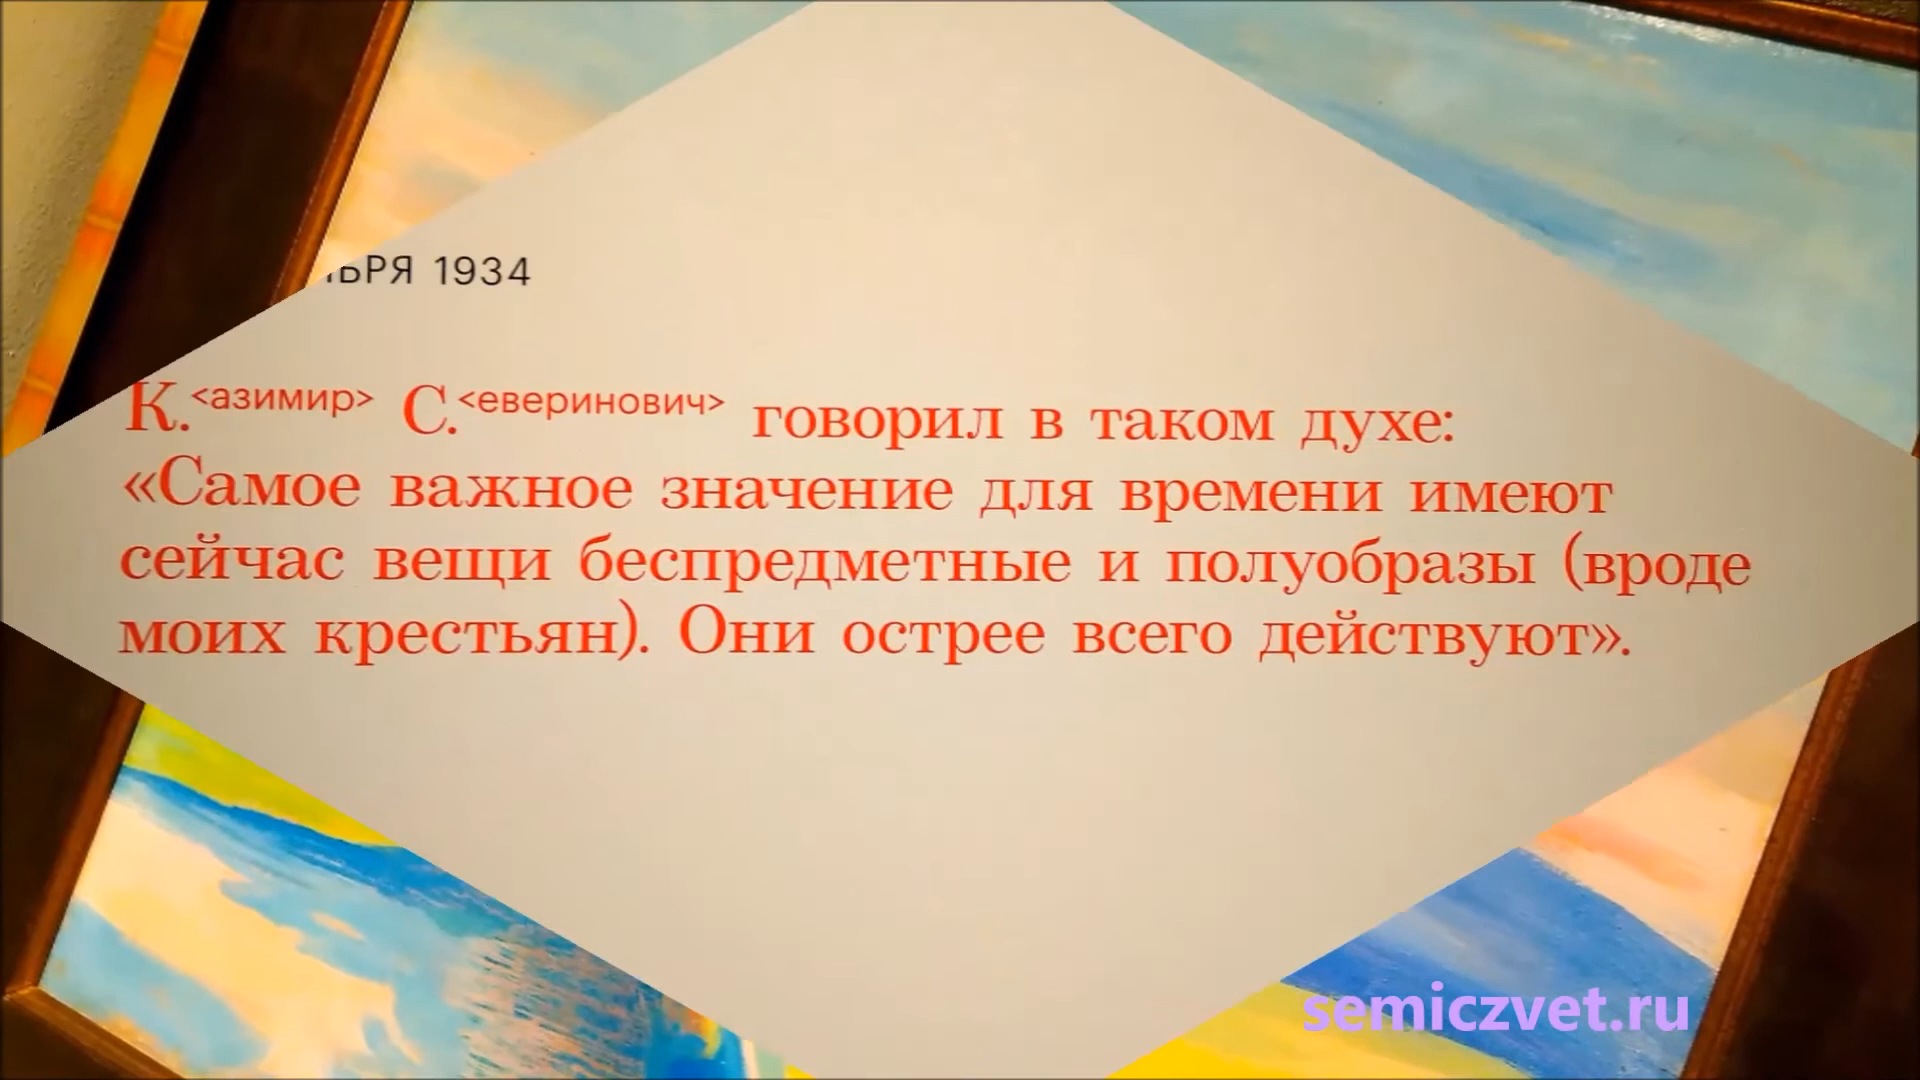 1934
К.<азимир> С.<еверинович> говорил в таком духе:
«Самое важное значение для времени имеют
сейчас вещи беспредметные и полуобразы (вроде
моих крестьян). Они острее всего действуют».
semiczvet.ru